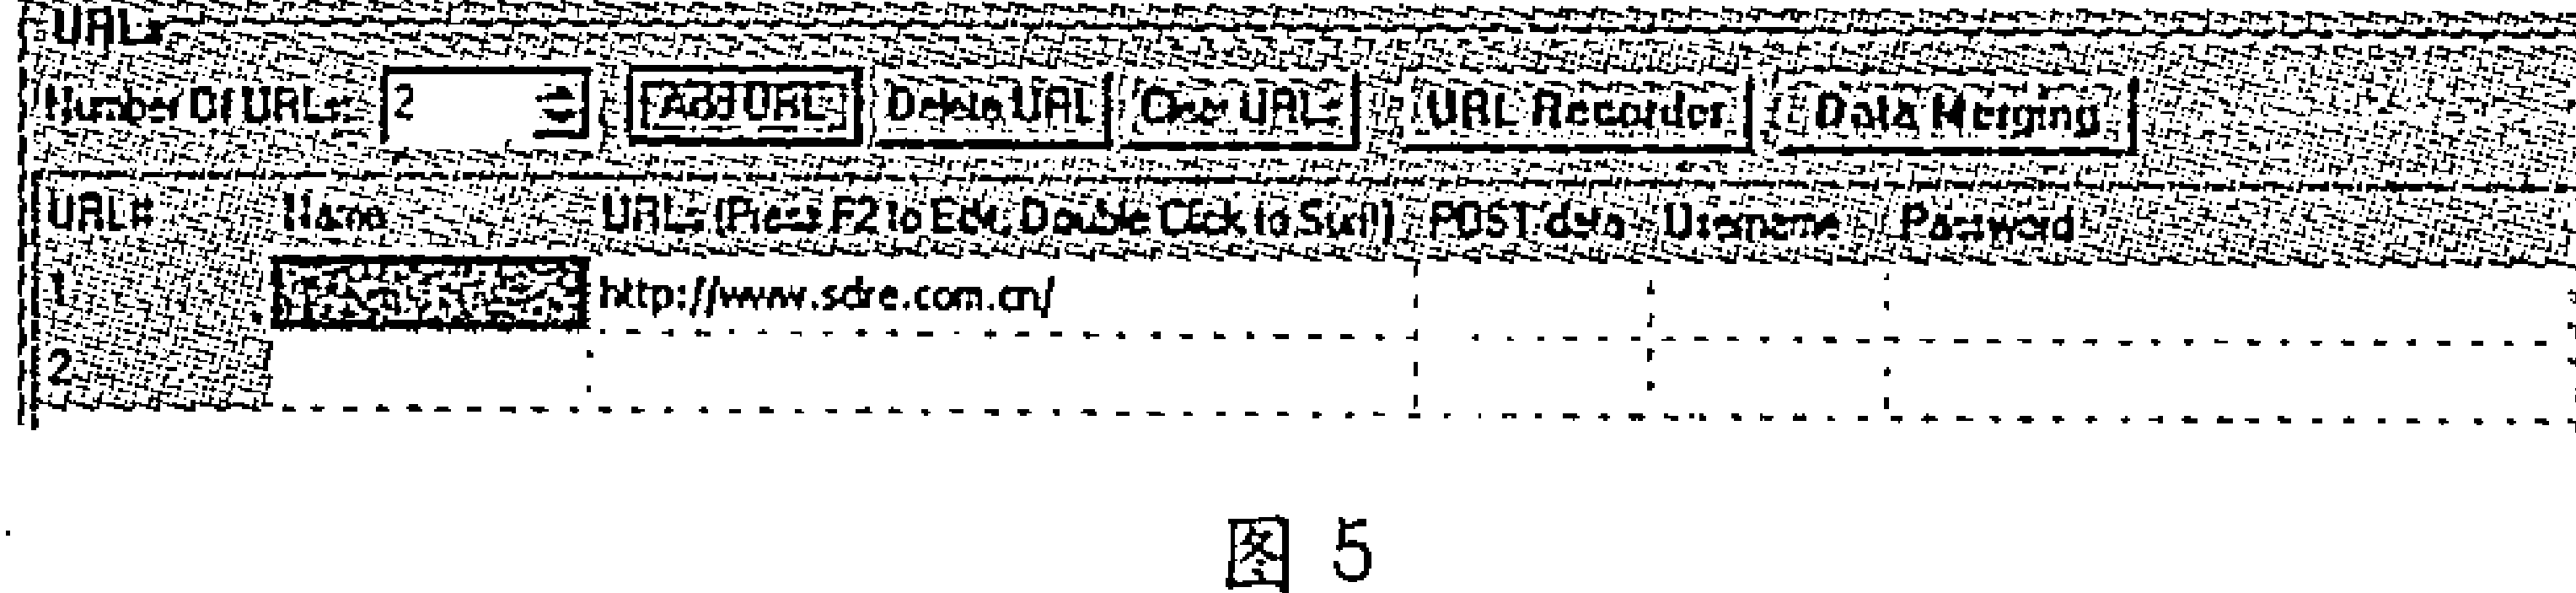 URLs
Number Of URLs: 2 Add URL Delete URL Clear URLs URL Recorder Data Merging
URL# Name URLs (Press F2 to Edit, Double Click to Surf!) POST data Username Password
1 http://www.sdre.com.cn/
2
图 5